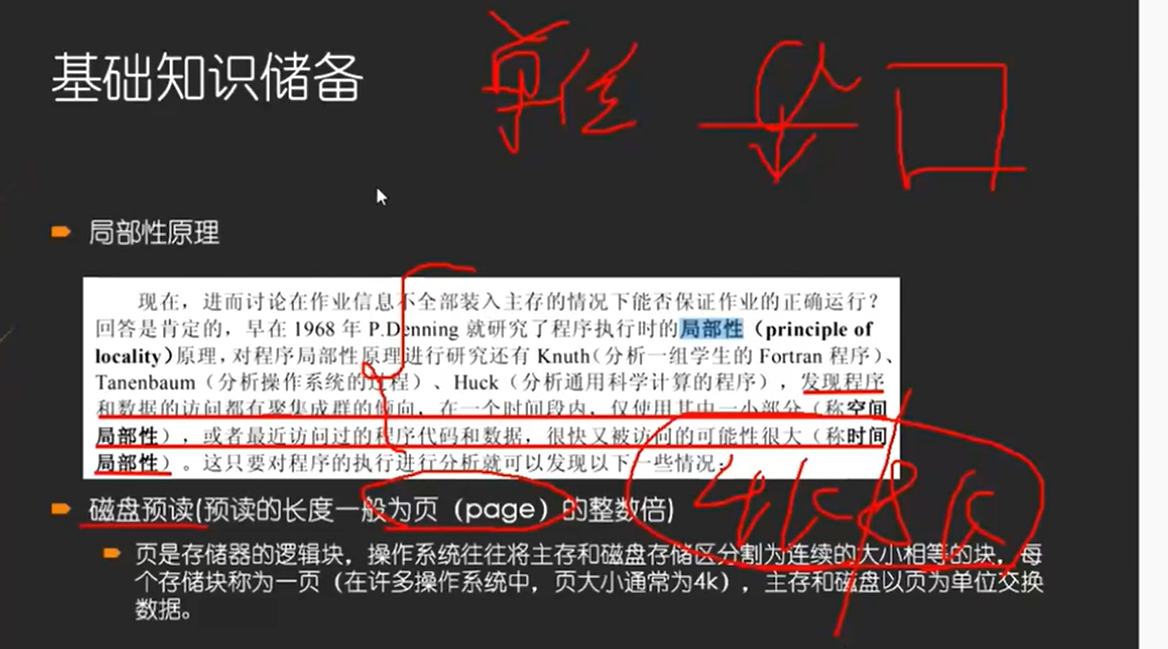 基础知识储备
单位
局部性原理
现在，进而讨论在作业信息不全部装入主存的情况下能否保证作业的正确运行？
回答是肯定的，早在 1968 年 P.Denning 就研究了程序执行时的局部性（principle of
locality）原理，对程序局部性原理进行研究还有 Knuth（分析一组学生的 Fortran 程序）、
Tanenbaum（分析操作系统的过程）、Huck（分析通用科学计算的程序），发现程序
和数据的访问都有聚集成群的倾向，在一个时间段内，仅使用其中一小部分（称空间
局部性），或者最近访问过的程序代码和数据，很快又被访问的可能性很大（称时间
局部性）。这只要对程序的执行进行分析就可以发现以下一些情况：
磁盘预读(预读的长度一般为页（page）的整数倍)
4k 8k
页是存储器的逻辑块，操作系统往往将主存和磁盘存储区分割为连续的大小相等的块，每
个存储块称为一页（在许多操作系统中，页大小通常为4k），主存和磁盘以页为单位交换
数据。